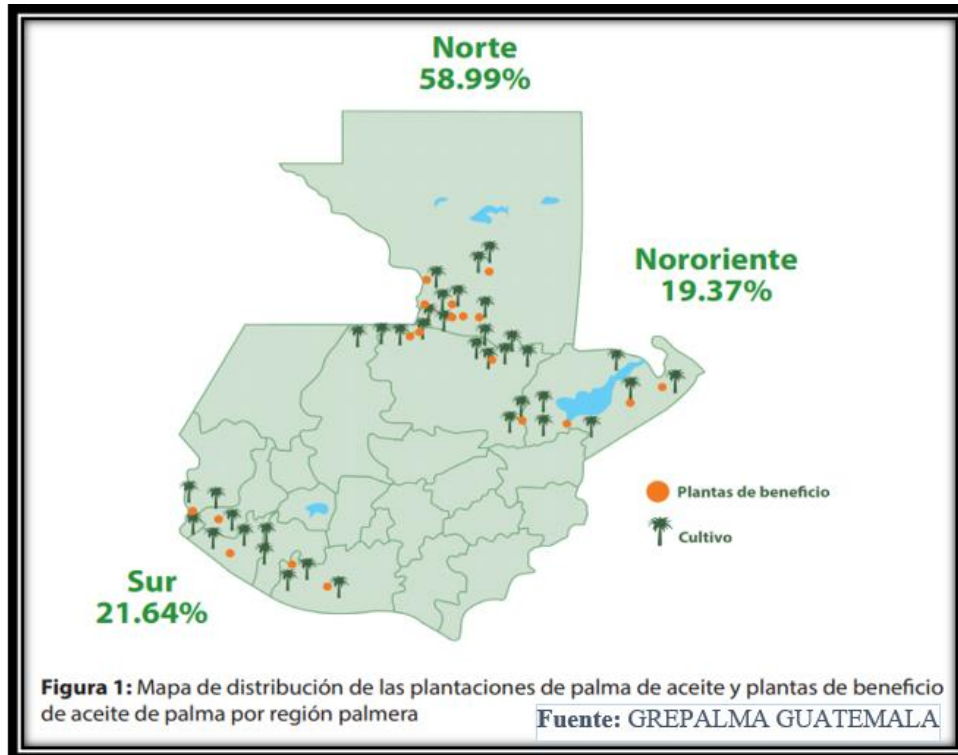 Norte
58.99%
Nororiente
19.37%
Plantas de beneficio
Cultivo
Sur
21.64%
Figura 1: Mapa de distribución de las plantaciones de palma de aceite y plantas de beneficio
de aceite de palma por región palmera
Fuente: GREPALMA GUATEMALA